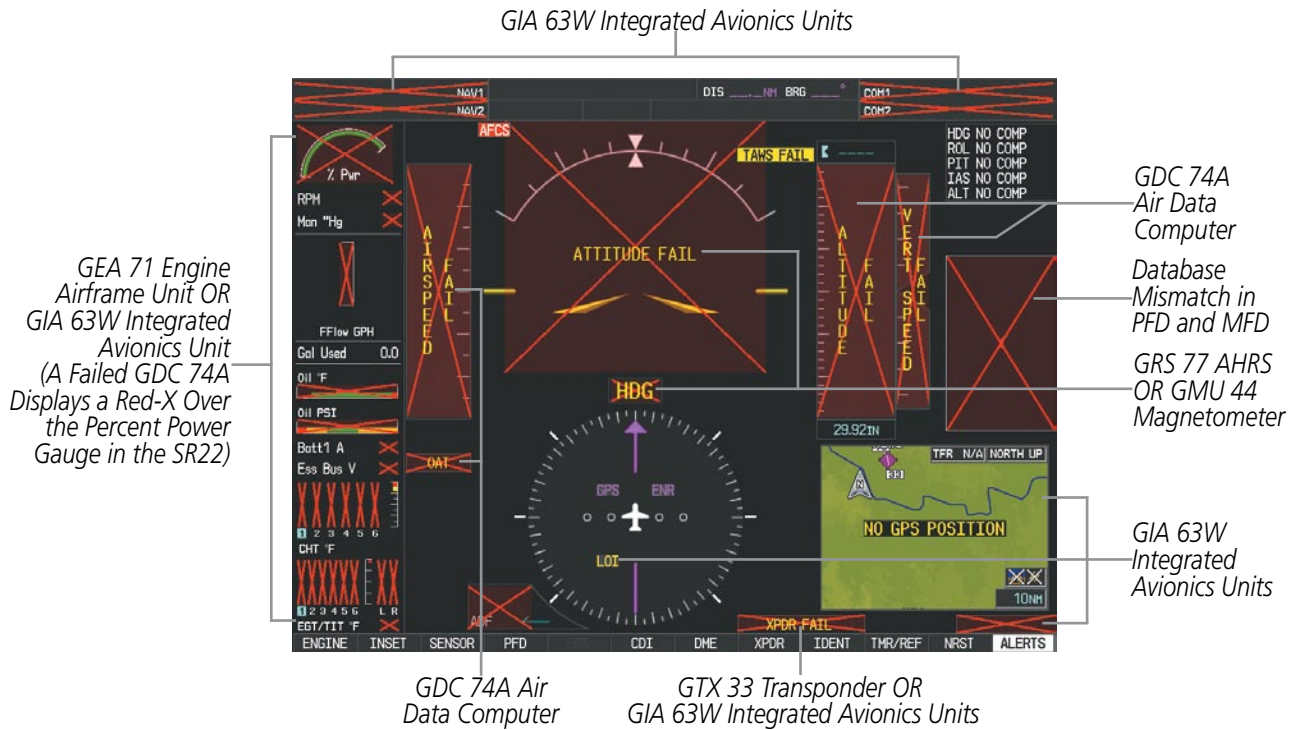 GIA 63W Integrated Avionics Units
NAV1
NAV2
DIS __._NM BRG ___°
COM1
COM2
AFCS
TAWS FAIL
HDG NO COMP
ROL NO COMP
PIT NO COMP
IAS NO COMP
ALT NO COMP
% Pwr
RPM
Man "Hg
FFlow GPH
Gal Used 0.0
Oil °F
Oil PSI
Batt1 A
Ess Bus V
1 2 3 4 5 6
CHT °F
1 2 3 4 5 6 L R
EGT/TIT °F
AIRSPEED FAIL
ATTITUDE FAIL
ALTITUDE FAIL
VERT SPEED FAIL
HDG
29.92IN
OAT
GPS ENR
LOI
ADF
TFR N/A NORTH UP
33
N
NO GPS POSITION
10NM
XPDR FAIL
ENGINE INSET SENSOR PFD CDI DME XPDR IDENT TMR/REF NRST ALERTS
GEA 71 Engine
Airframe Unit OR
GIA 63W Integrated
Avionics Unit
(A Failed GDC 74A
Displays a Red-X Over
the Percent Power
Gauge in the SR22)
GDC 74A
Air Data
Computer
Database
Mismatch in
PFD and MFD
GRS 77 AHRS
OR GMU 44
Magnetometer
GIA 63W
Integrated
Avionics Units
GDC 74A Air
Data Computer
GTX 33 Transponder OR
GIA 63W Integrated Avionics Units